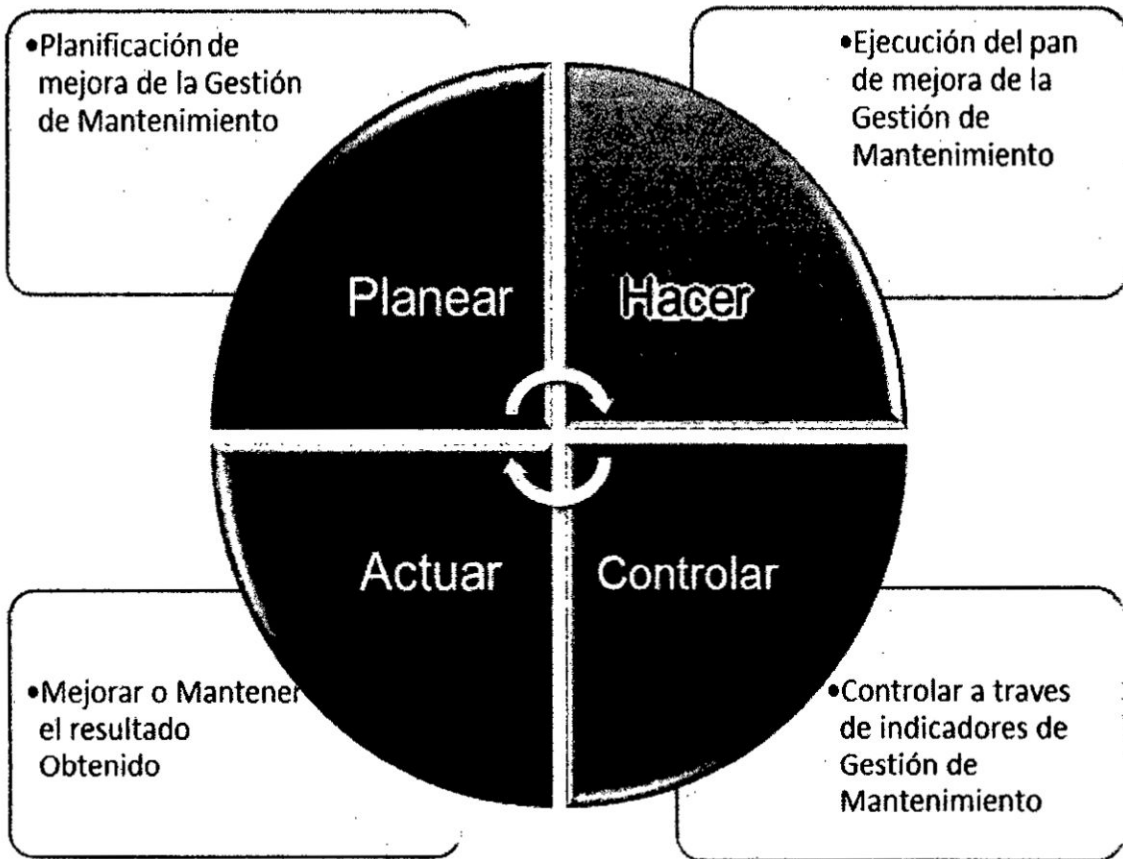 •Planificación de
mejora de la Gestión
de Mantenimiento
•Ejecución del pan
de mejora de la
Gestión de
Mantenimiento
Planear
Hacer
Actuar
Controlar
•Mejorar o Mantener
el resultado
Obtenido
•Controlar a traves
de indicadores de
Gestión de
Mantenimiento